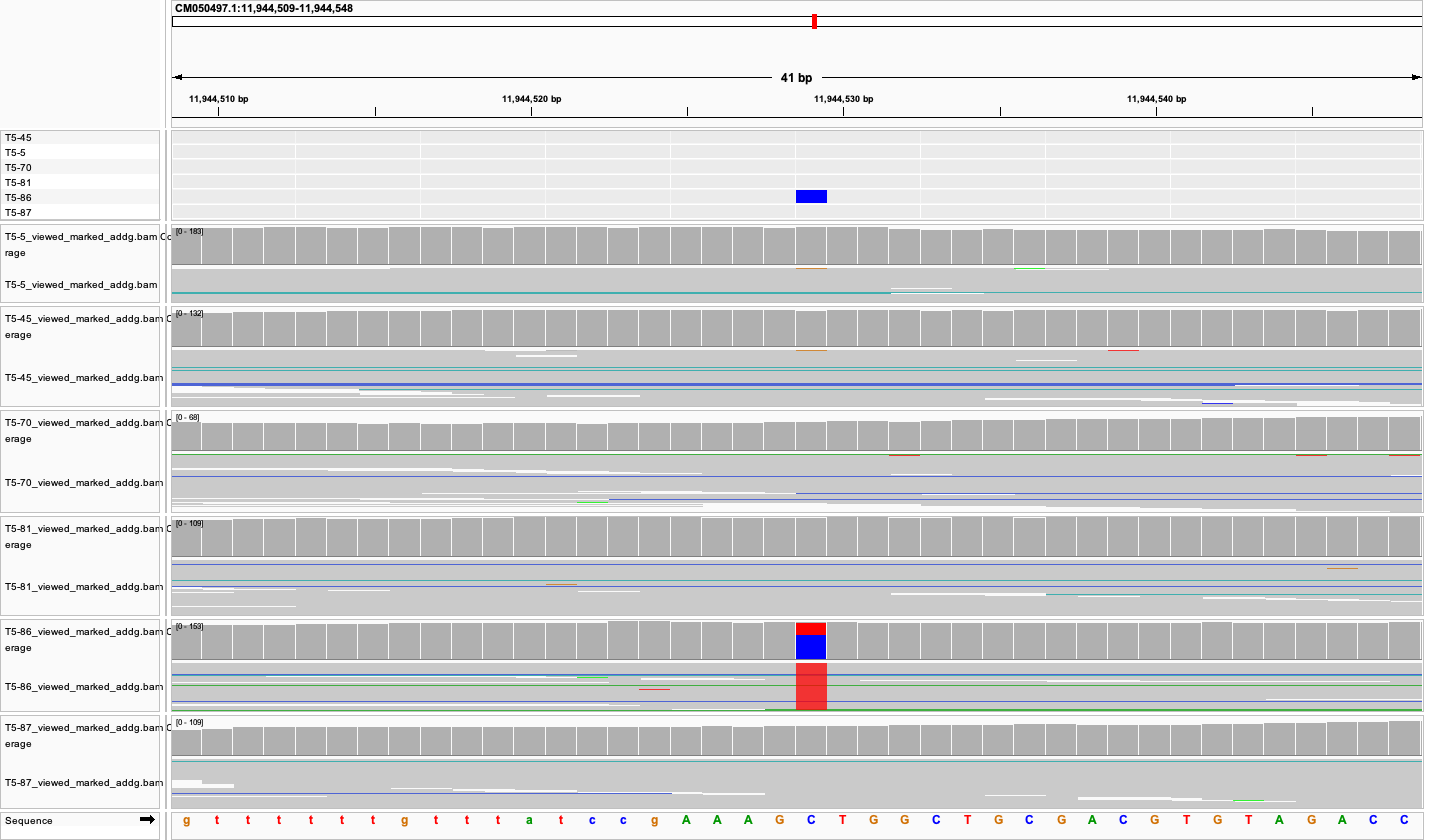 CM050497.1:11,944,509-11,944,548
41 bp
11,944,510 bp 11,944,520 bp 11,944,530 bp 11,944,540 bp
T5-45
T5-5
T5-70
T5-81
T5-86
T5-87
T5-5_viewed_marked_addg.bam Co
rage
[0 - 183]
T5-5_viewed_marked_addg.bam
T5-45_viewed_marked_addg.bam C
erage
[0 - 132]
T5-45_viewed_marked_addg.bam
T5-70_viewed_marked_addg.bam C
erage
[0 - 68]
T5-70_viewed_marked_addg.bam
T5-81_viewed_marked_addg.bam C
erage
[0 - 109]
T5-81_viewed_marked_addg.bam
T5-86_viewed_marked_addg.bam C
erage
[0 - 153]
T5-86_viewed_marked_addg.bam
T5-87_viewed_marked_addg.bam C
erage
[0 - 109]
T5-87_viewed_marked_addg.bam
Sequence g t t t t t t g t t t a t c c g A A A G C T G G C T G C G A C G T G T A G A C C